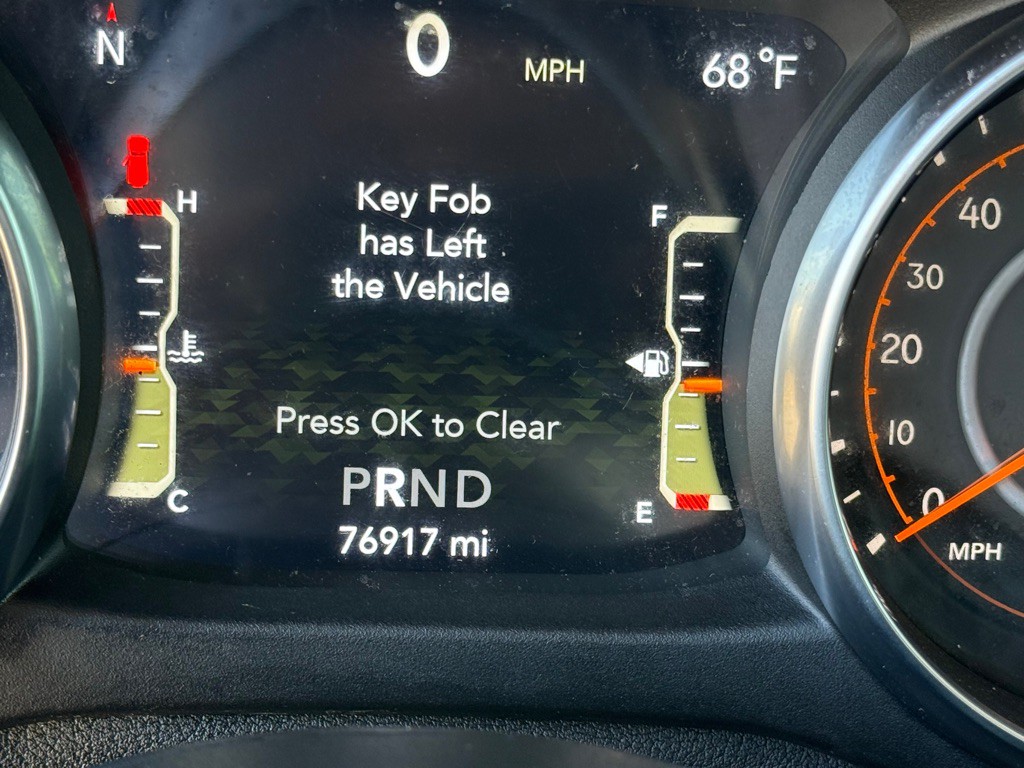 N
0 MPH
68°F
H
Key Fob
has Left
the Vehicle
F
Press OK to Clear
C
E
PRND
76917 mi
40
30
20
10
0
MPH